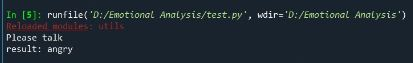 In [5]: runfile('D:/Emotional Analysis/test.py', wdir='D:/Emotional Analysis')
Reloaded modules: utils
Please talk
result: angry